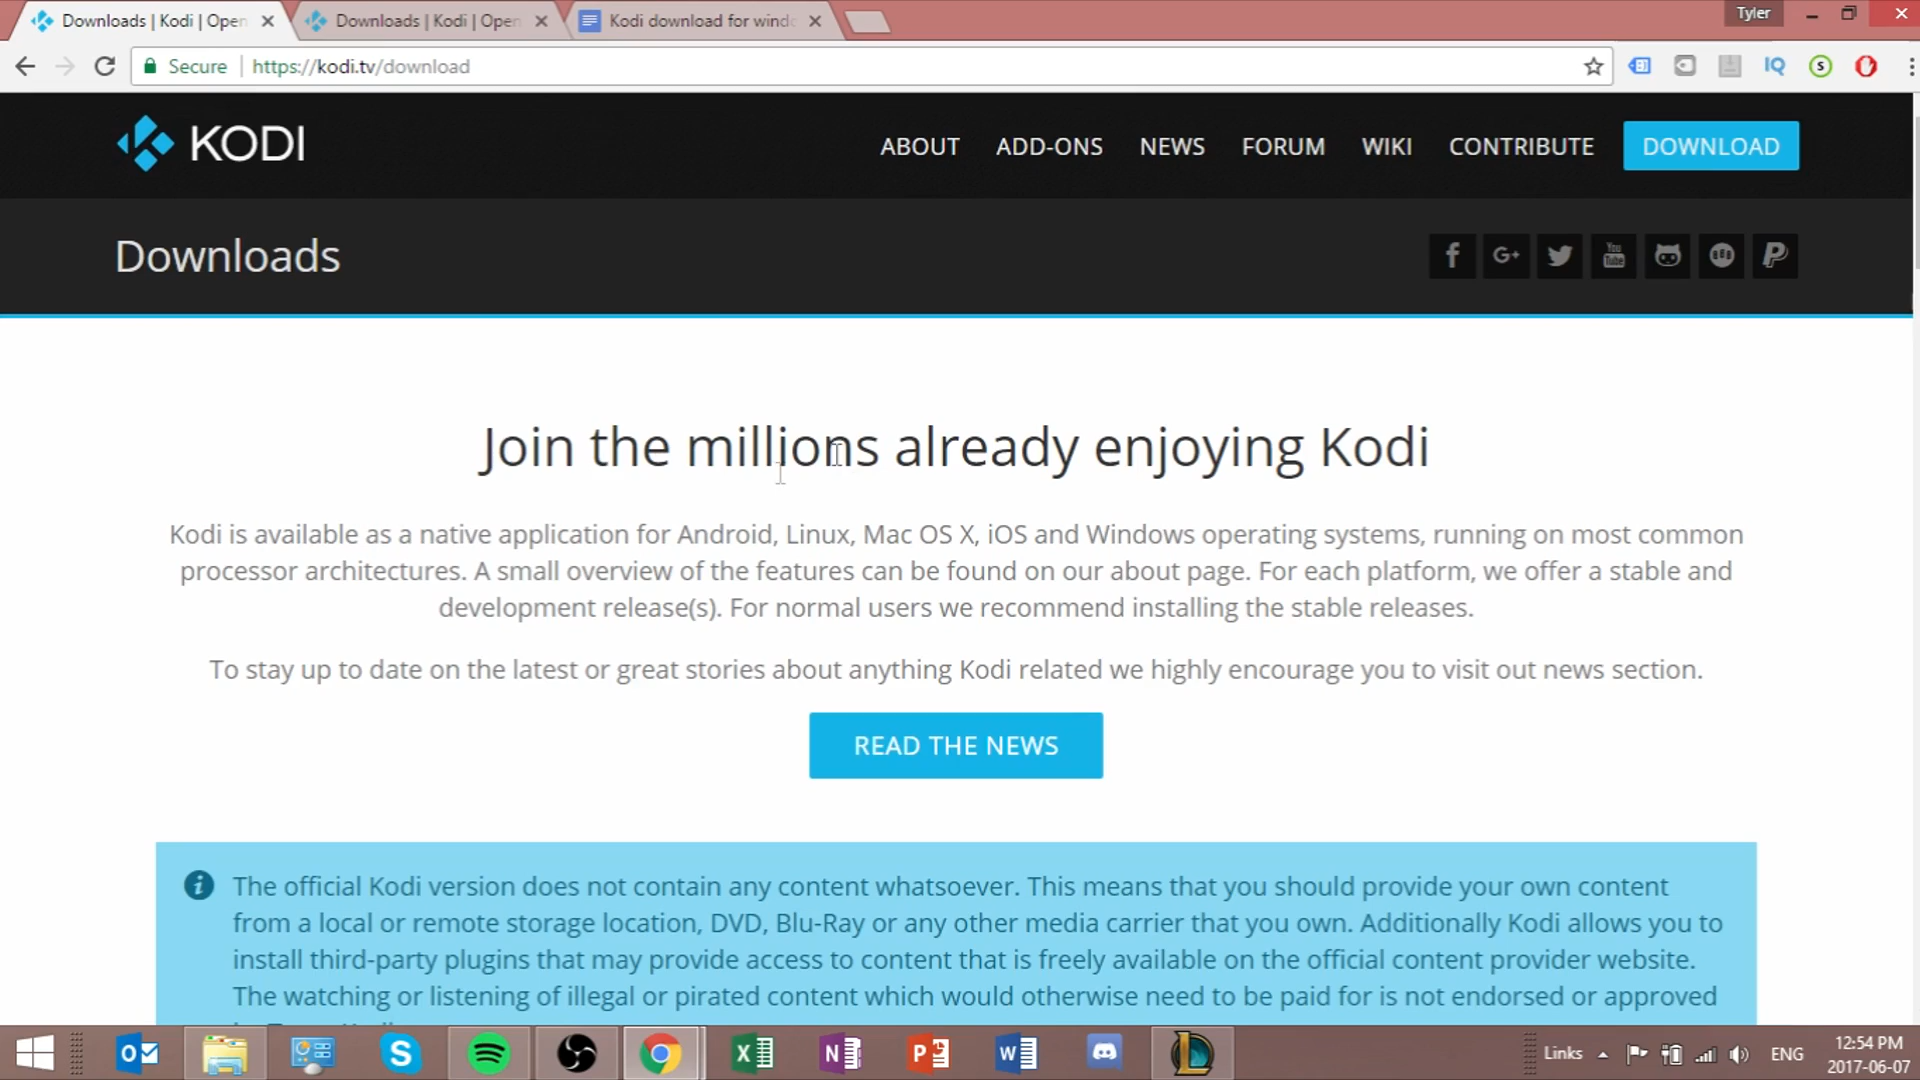 Downloads | Kodi | Open
Downloads | Kodi | Open
Kodi download for windo
Tyler
Secure
https://kodi.tv/download
IQ
S
KODI
ABOUT
ADD-ONS
NEWS
FORUM
WIKI
CONTRIBUTE
DOWNLOAD
Downloads
f
G+
You
Tube
Join the millions already enjoying Kodi
Kodi is available as a native application for Android, Linux, Mac OS X, iOS and Windows operating systems, running on most common
processor architectures. A small overview of the features can be found on our about page. For each platform, we offer a stable and
development release(s). For normal users we recommend installing the stable releases.
To stay up to date on the latest or great stories about anything Kodi related we highly encourage you to visit out news section.
READ THE NEWS
i
The official Kodi version does not contain any content whatsoever. This means that you should provide your own content
from a local or remote storage location, DVD, Blu-Ray or any other media carrier that you own. Additionally Kodi allows you to
install third-party plugins that may provide access to content that is freely available on the official content provider website.
The watching or listening of illegal or pirated content which would otherwise need to be paid for is not endorsed or approved
Links
ENG
12:54 PM
2017-06-07